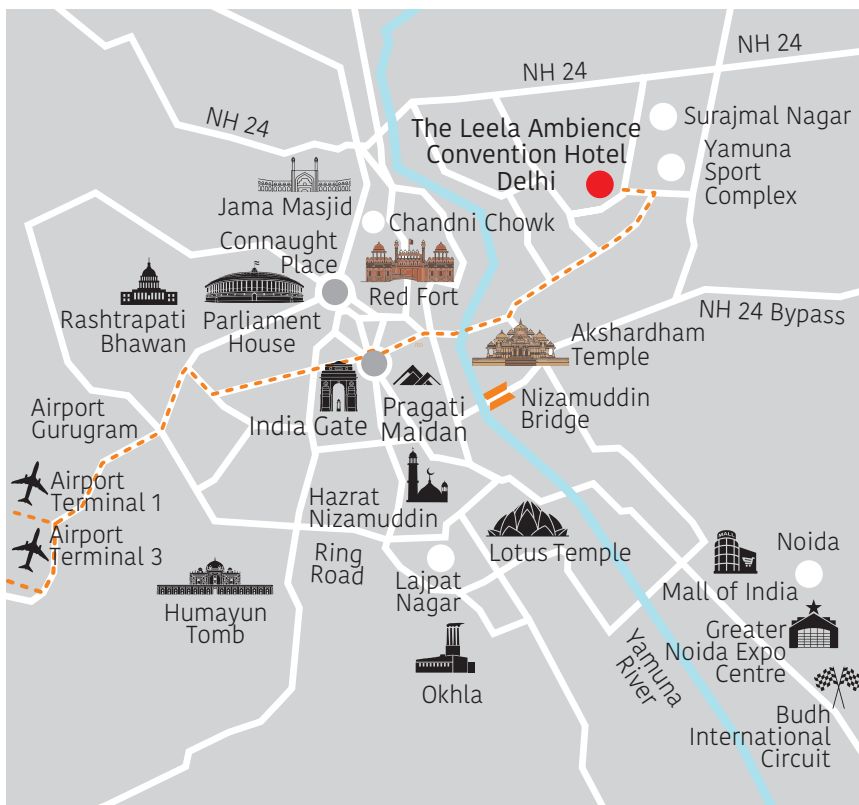 NH 24
NH 24
NH 24
The Leela Ambience
Convention Hotel
Delhi
Surajmal Nagar
Yamuna
Sport
Complex
Jama Masjid
Chandni Chowk
Connaught
Place
Red Fort
Rashtrapati
Bhawan
Parliament
House
NH 24 Bypass
Akshardham
Temple
Airport
Gurugram
India Gate
Pragati
Maidan
Nizamuddin
Bridge
Airport
Terminal 1
Airport
Terminal 3
Hazrat
Nizamuddin
Ring
Road
Lotus Temple
Lajpat
Nagar
Humayun
Tomb
Okhla
MALL
Mall of India
Noida
Yamuna
River
Greater
Noida Expo
Centre
Budh
International
Circuit